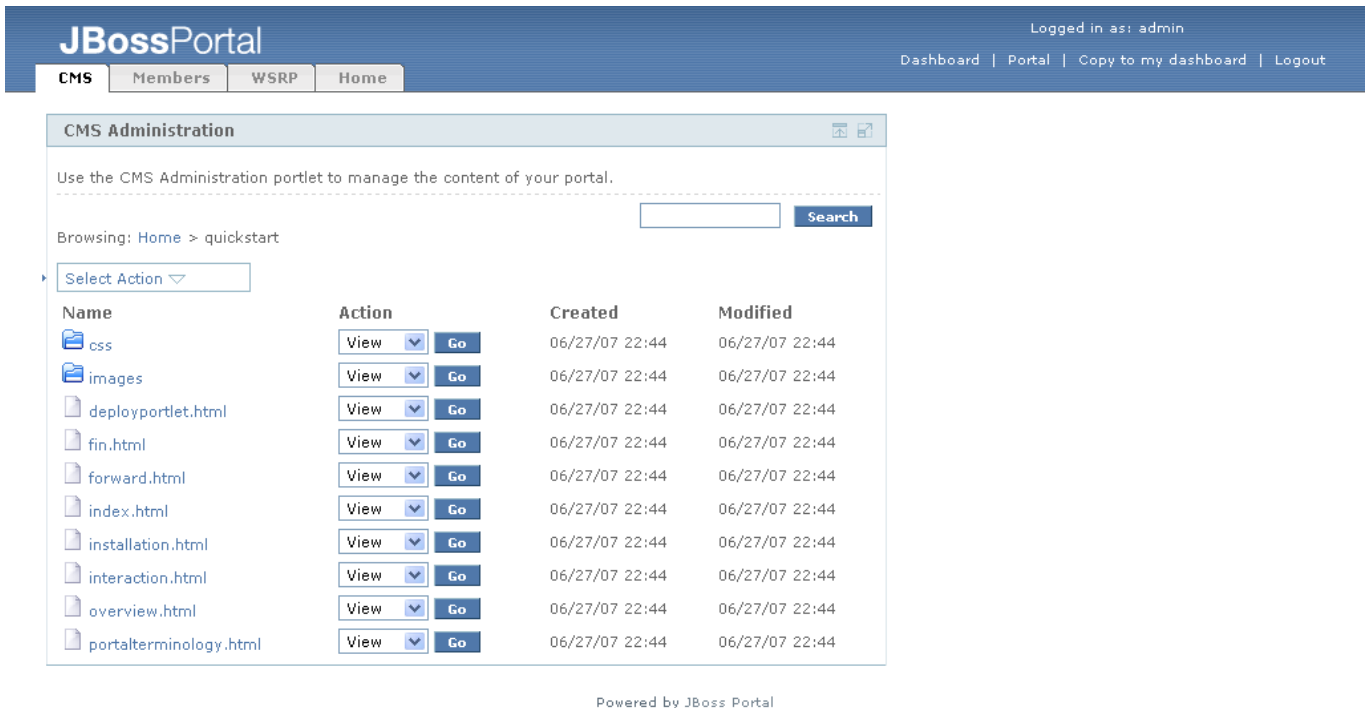 JBossPortal
Logged in as: admin
Dashboard | Portal | Copy to my dashboard | Logout
CMS Members WSRP Home
CMS Administration
Use the CMS Administration portlet to manage the content of your portal.
Search
Browsing: Home > quickstart
Select Action
Name Action Created Modified
css View Go 06/27/07 22:44 06/27/07 22:44
images View Go 06/27/07 22:44 06/27/07 22:44
deployportlet.html View Go 06/27/07 22:44 06/27/07 22:44
fin.html View Go 06/27/07 22:44 06/27/07 22:44
forward.html View Go 06/27/07 22:44 06/27/07 22:44
index.html View Go 06/27/07 22:44 06/27/07 22:44
installation.html View Go 06/27/07 22:44 06/27/07 22:44
interaction.html View Go 06/27/07 22:44 06/27/07 22:44
overview.html View Go 06/27/07 22:44 06/27/07 22:44
portalterminology.html View Go 06/27/07 22:44 06/27/07 22:44
Powered by JBoss Portal